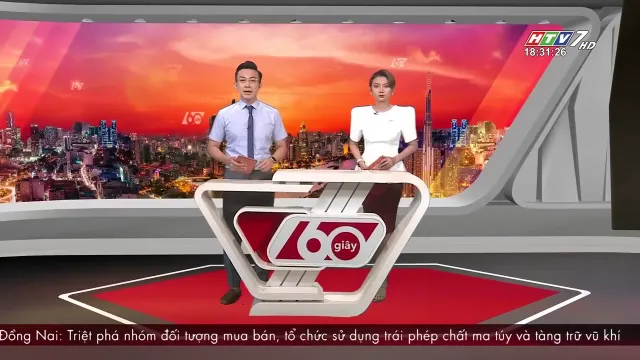 HTV7 HD
18:31:26
60
60
giây
Đồng Nai: Triệt phá nhóm đối tượng mua bán, tổ chức sử dụng trái phép chất ma túy và tàng trữ vũ khí